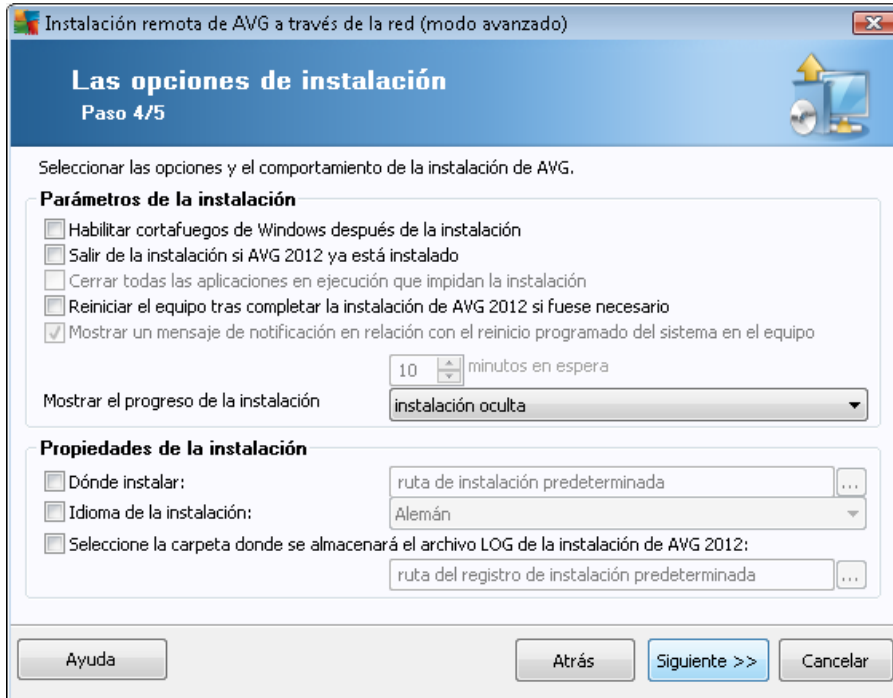 Instalación remota de AVG a través de la red (modo avanzado)
Las opciones de instalación
Paso 4/5
Seleccionar las opciones y el comportamiento de la instalación de AVG.
Parámetros de la instalación
Habilitar cortafuegos de Windows después de la instalación
Salir de la instalación si AVG 2012 ya está instalado
Cerrar todas las aplicaciones en ejecución que impidan la instalación
Reiniciar el equipo tras completar la instalación de AVG 2012 si fuese necesario
Mostrar un mensaje de notificación en relación con el reinicio programado del sistema en el equipo
10 minutos en espera
Mostrar el progreso de la instalación instalación oculta
Propiedades de la instalación
Dónde instalar: ruta de instalación predeterminada ...
Idioma de la instalación: Alemán
Seleccione la carpeta donde se almacenará el archivo LOG de la instalación de AVG 2012:
ruta del registro de instalación predeterminada ...
Ayuda Atrás Siguiente >> Cancelar